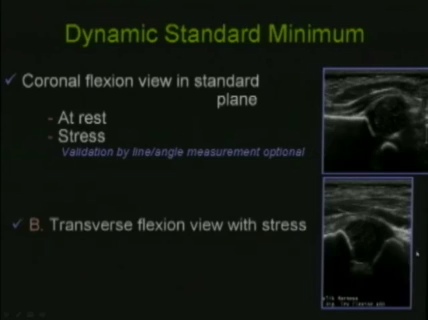 Dynamic Standard Minimum
✓ Coronal flexion view in standard
plane
- At rest
- Stress
Validation by line/angle measurement optional
✓ B. Transverse flexion view with stress